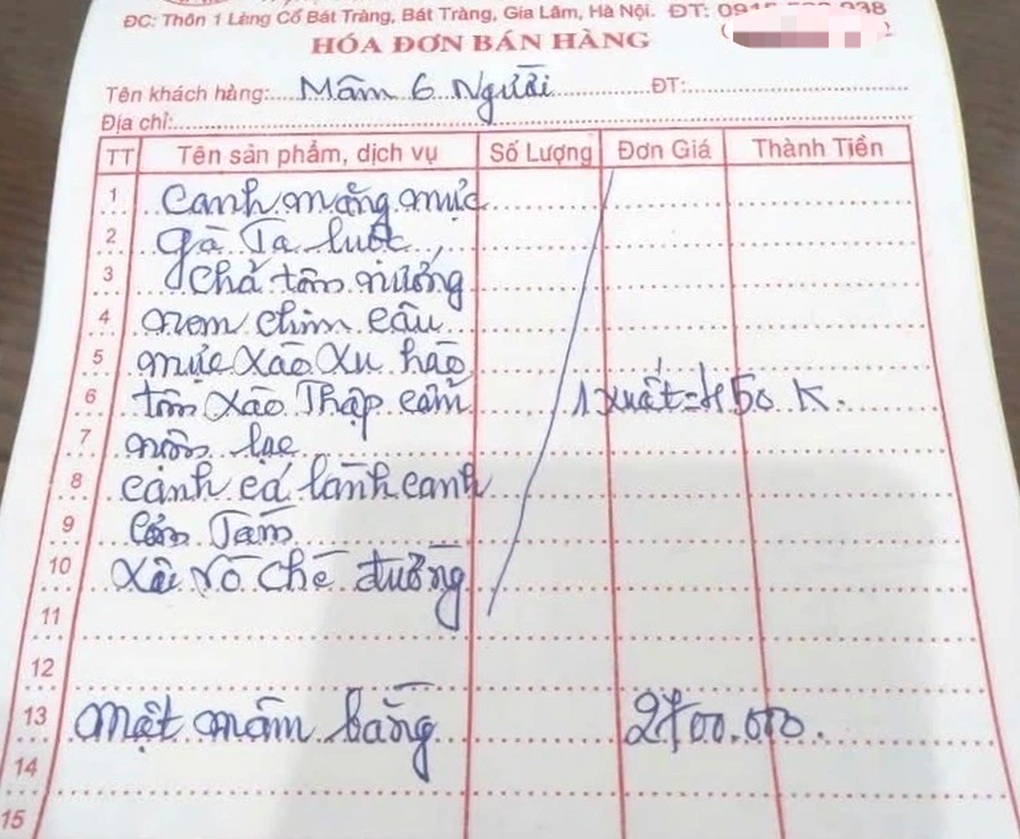 ĐC: Thôn 1 Làng Cổ Bát Tràng, Bát Tràng, Gia Lâm, Hà Nội. ĐT:
HÓA ĐƠN BÁN HÀNG
Tên khách hàng: Mâm 6 Người ĐT:
Địa chỉ:
TT Tên sản phẩm, dịch vụ Số Lượng Đơn Giá Thành Tiền
1 Canh măng mực
2 gà Ta luộc
3 Chả tôm nướng
4 nem chim câu
5 mực xào xu hào
6 tôm xào Thập cẩm 1 xuất = 450 K.
7 nộm lạc
8 canh cá lành canh
9 Cơm Tám
10 xôi vò chè đường
11
12
13 một mâm bằng 2700.000.
14
15